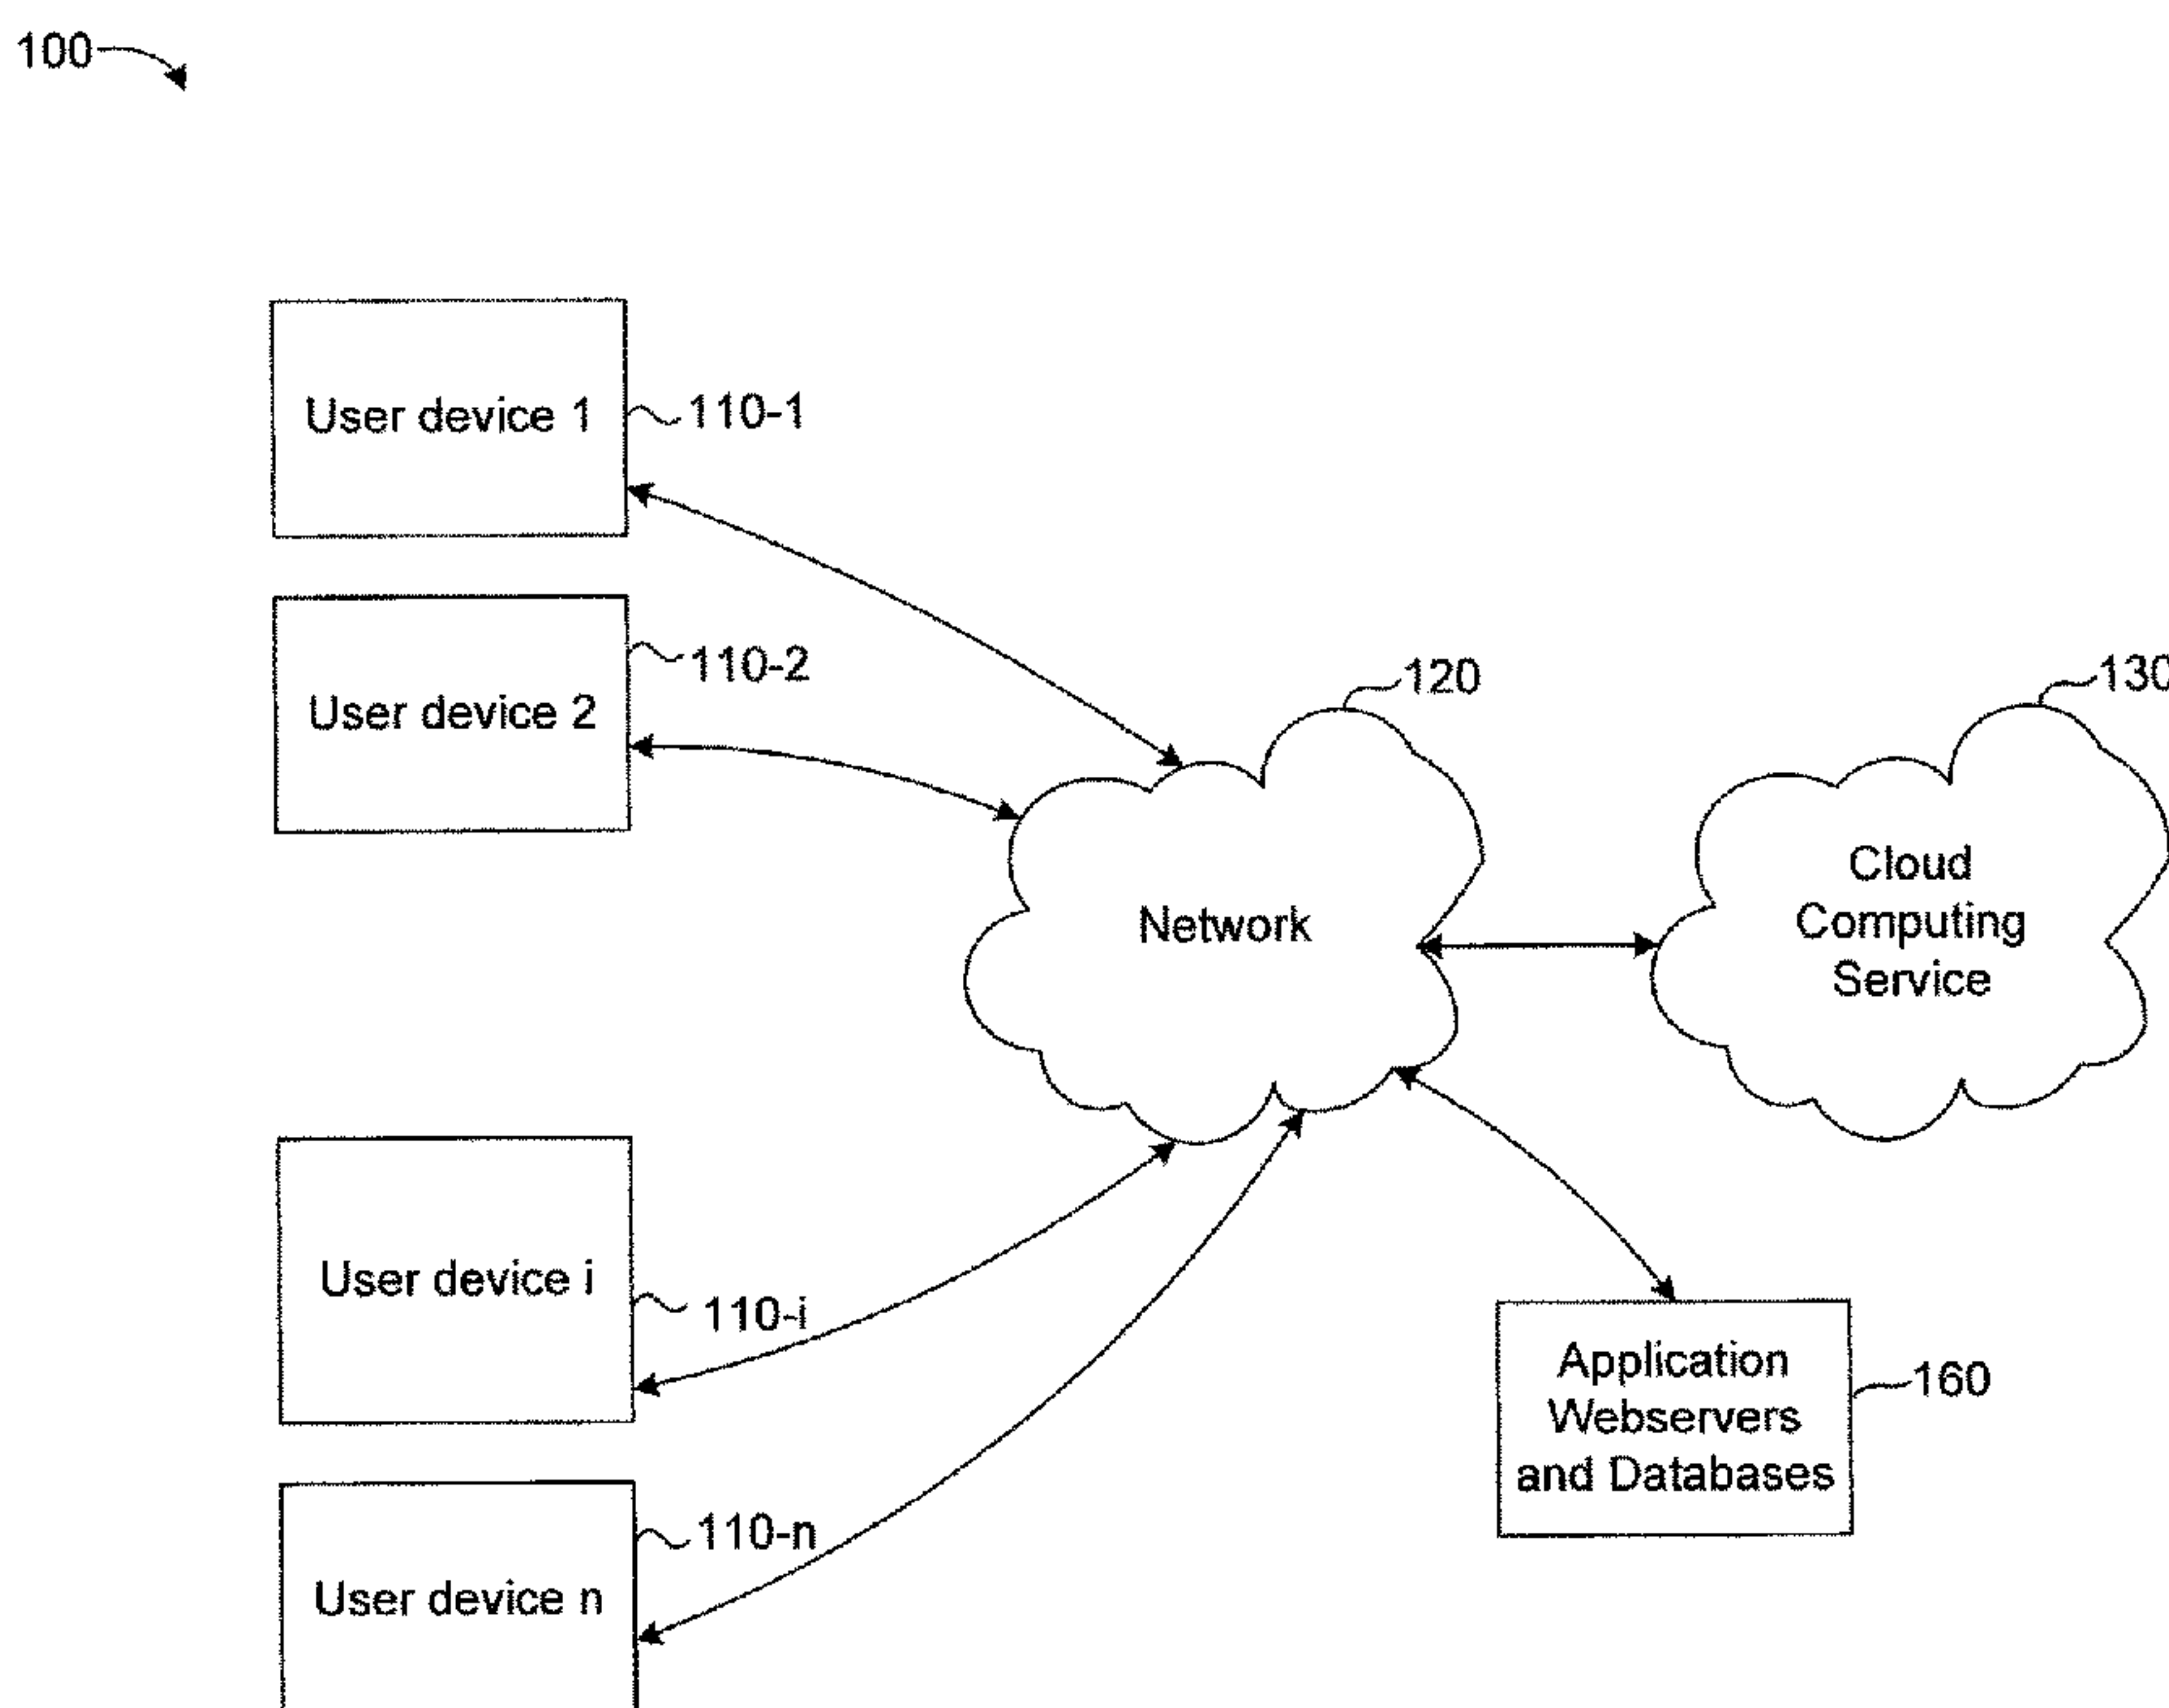 100
User device 1
110-1
110-2
User device 2
120
130
Network
Cloud
Computing
Service
User device i
110-i
Application
Webservers
and Databases
160
110-n
User device n